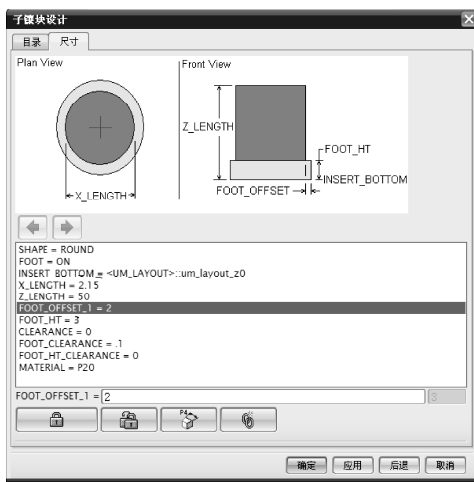 子镶块设计
目录 尺寸
Plan View
Front View
Z_LENGTH
FOOT_HT
INSERT_BOTTOM
FOOT_OFFSET
X_LENGTH
SHAPE = ROUND
FOOT = ON
INSERT_BOTTOM = <UM_LAYOUT>::um_layout_z0
X_LENGTH = 2.15
Z_LENGTH = 50
FOOT_OFFSET_1 = 2
FOOT_HT = 3
CLEARANCE = 0
FOOT_CLEARANCE = .1
FOOT_HT_CLEARANCE = 0
MATERIAL = P20
FOOT_OFFSET_1 = 2 3
P4
确定 应用 后退 取消